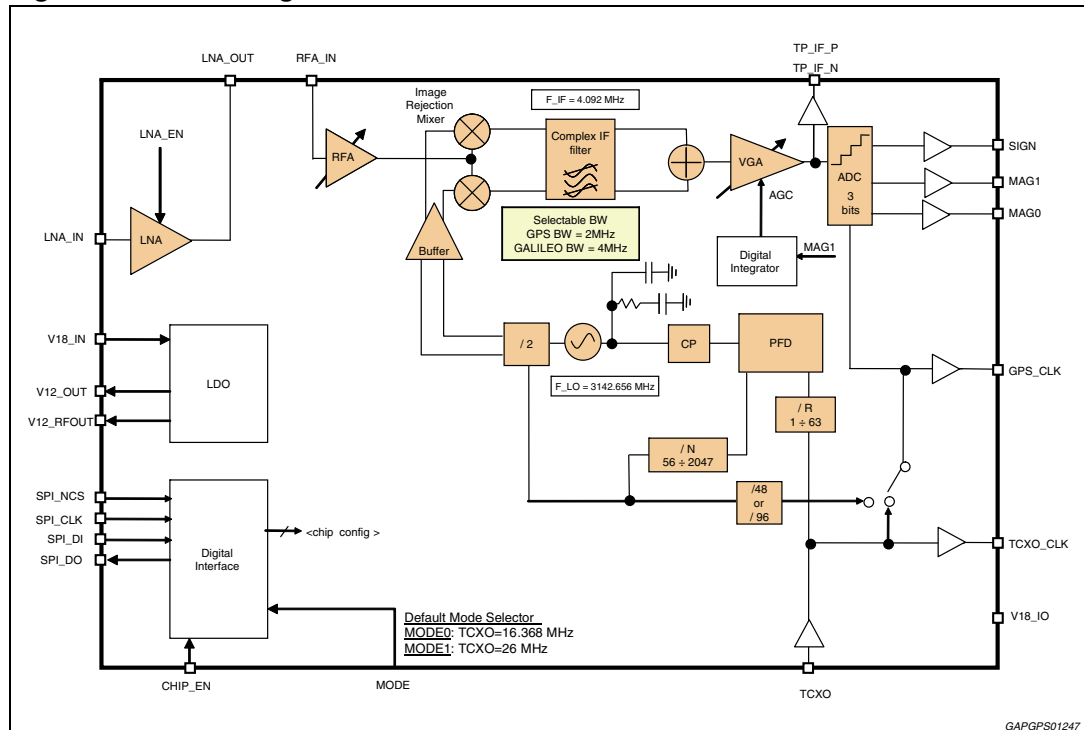 LNA_OUT
RFA_IN
TP_IF_P
TP_IF_N
Image
Rejection
Mixer
F_IF = 4.092 MHz
LNA_EN
RFA
Complex IF
filter
VGA
AGC
ADC
3
bits
SIGN
MAG1
MAG0
LNA_IN
LNA
Buffer
Selectable BW
GPS BW = 2MHz
GALILEO BW = 4MHz
Digital
Integrator
MAG1
V18_IN
V12_OUT
V12_RFOUT
LDO
/ 2
CP
PFD
F_LO = 3142.656 MHz
GPS_CLK
/ R
1 ÷ 63
/ N
56 ÷ 2047
/48
or
/ 96
SPI_NCS
SPI_CLK
SPI_DI
SPI_DO
Digital
Interface
<chip config >
TCXO_CLK
V18_IO
Default Mode Selector
MODE0: TCXO=16.368 MHz
MODE1: TCXO=26 MHz
CHIP_EN
MODE
TCXO
GAPGPS01247